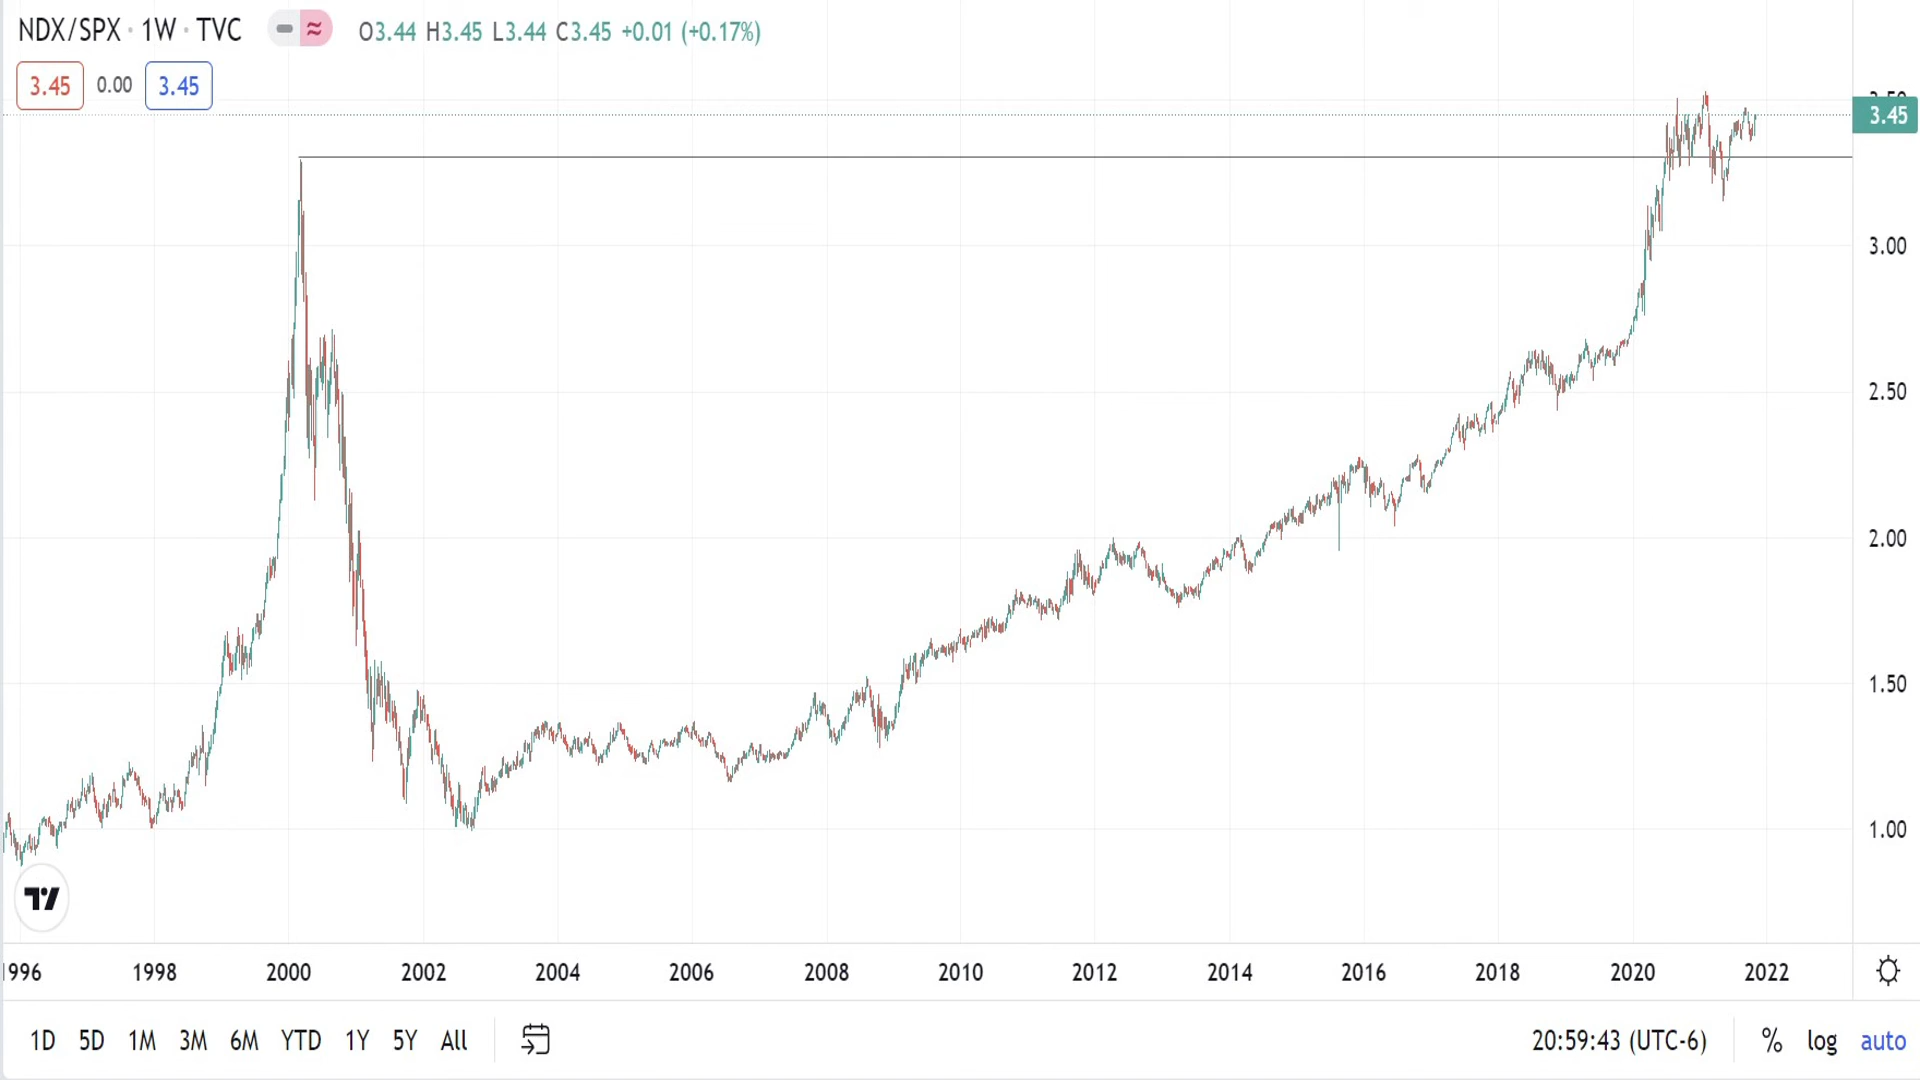 NDX/SPX · 1W · TVC O3.44 H3.45 L3.44 C3.45 +0.01 (+0.17%)
3.45 0.00 3.45
3.45
3.00
2.50
2.00
1.50
1.00
1996 1998 2000 2002 2004 2006 2008 2010 2012 2014 2016 2018 2020 2022
1D 5D 1M 3M 6M YTD 1Y 5Y All 20:59:43 (UTC-6) % log auto